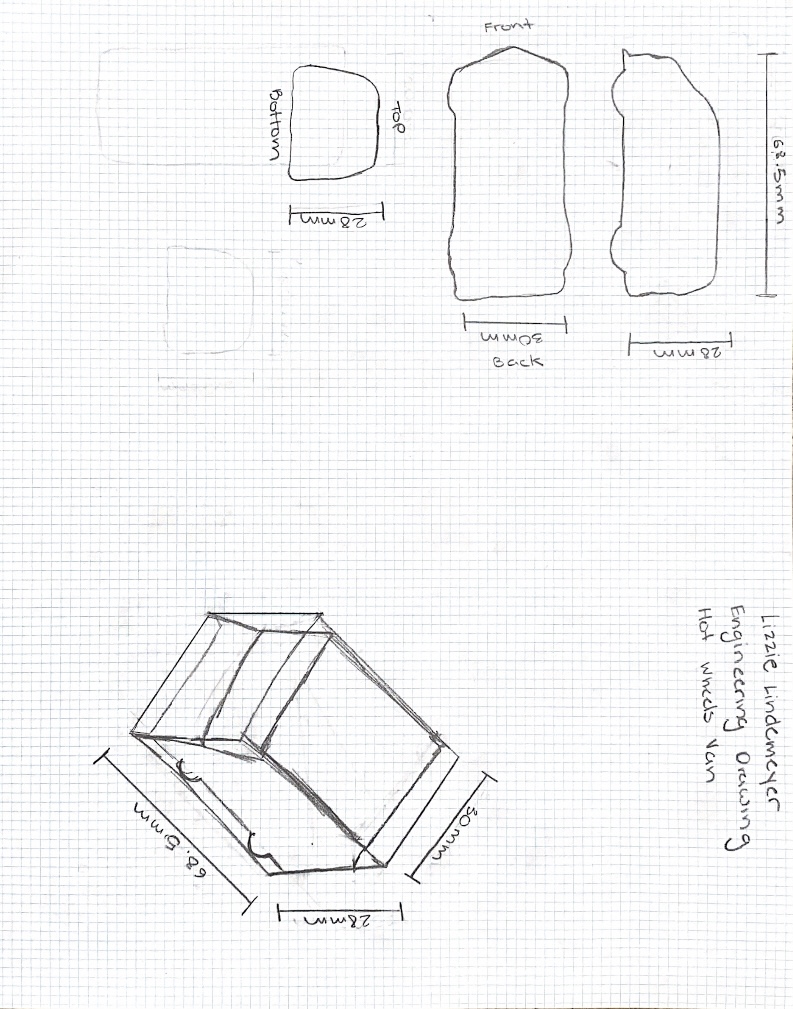 Front
Top
Bottom
28mm
30mm
Back
28mm
68.5mm
Lizzie Lindemeyer
Engineering Drawing
Hot Wheels Van
68.5mm
28mm
30mm